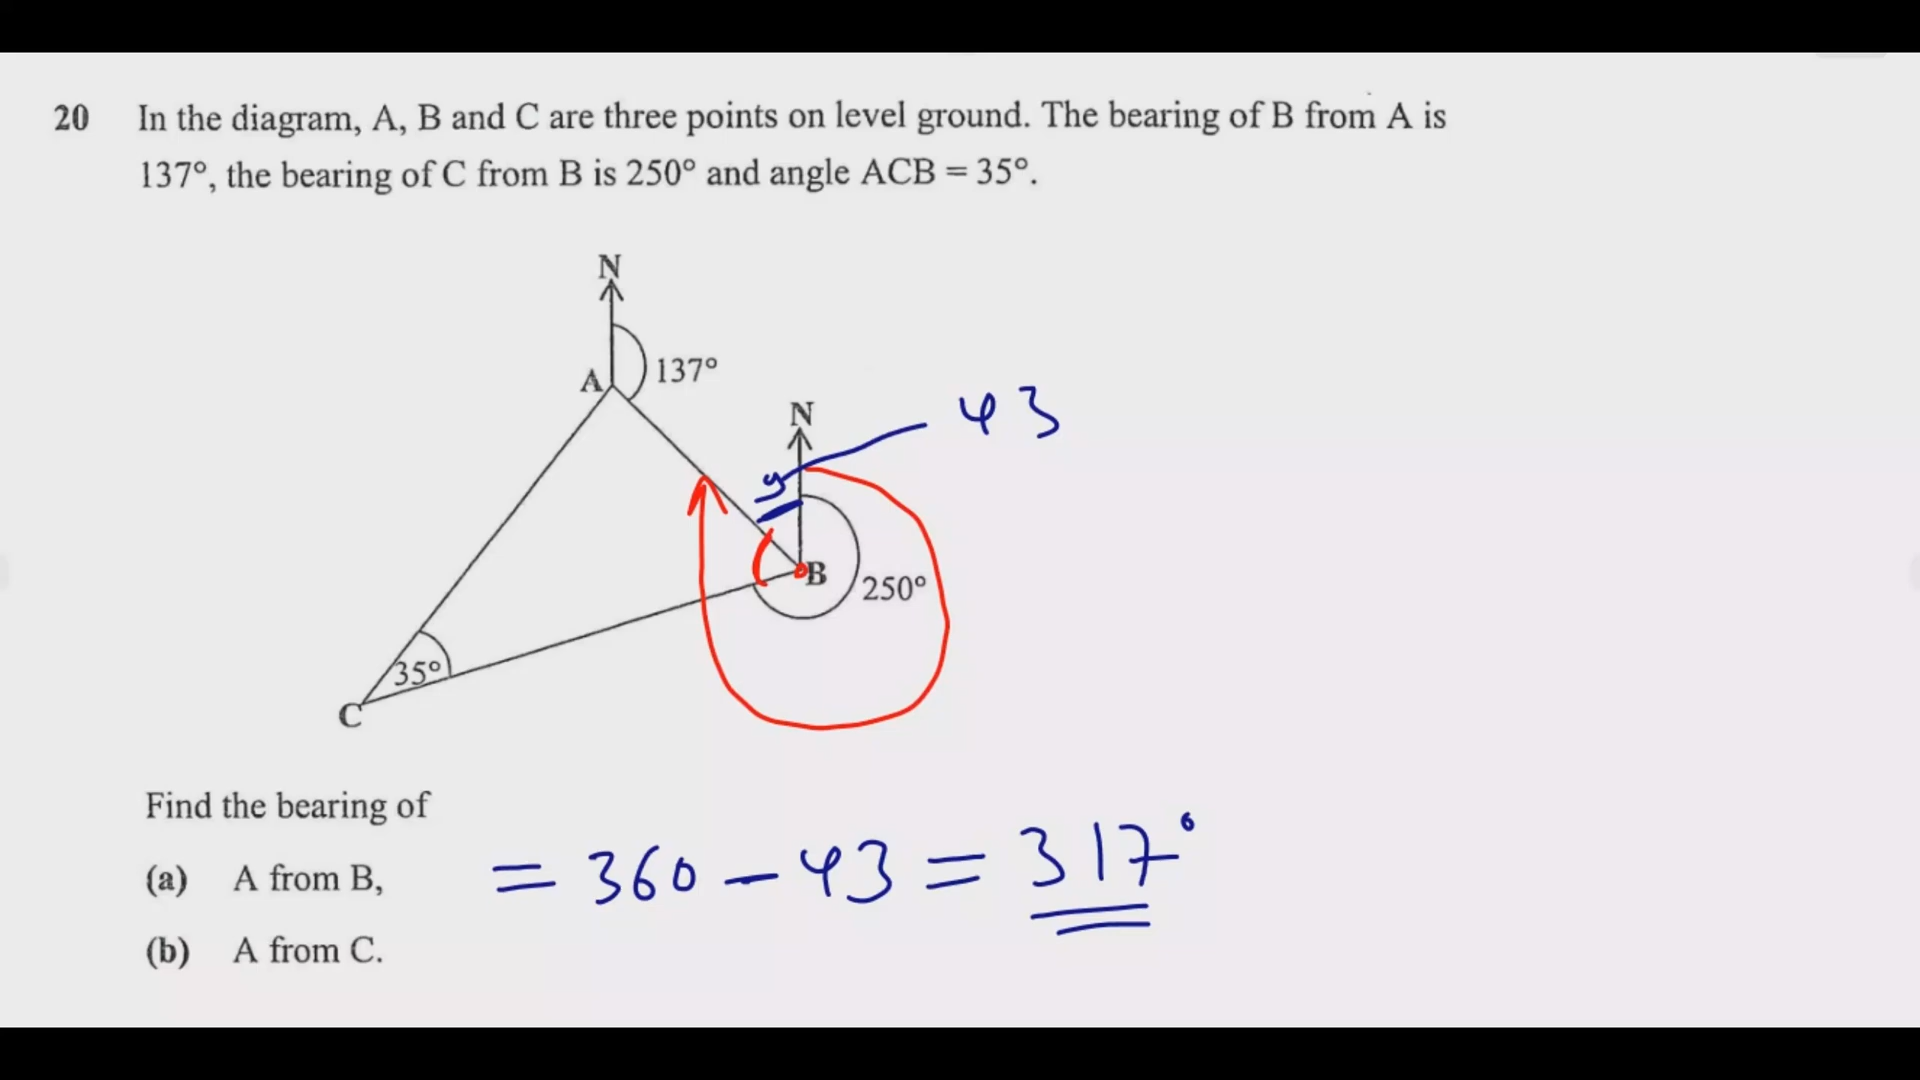 20 In the diagram, A, B and C are three points on level ground. The bearing of B from A is
137°, the bearing of C from B is 250° and angle ACB = 35°.
N
A 137°
N
43
y
B
250°
35°
C
Find the bearing of
(a) A from B, = 360 - 43 = 317°
(b) A from C.